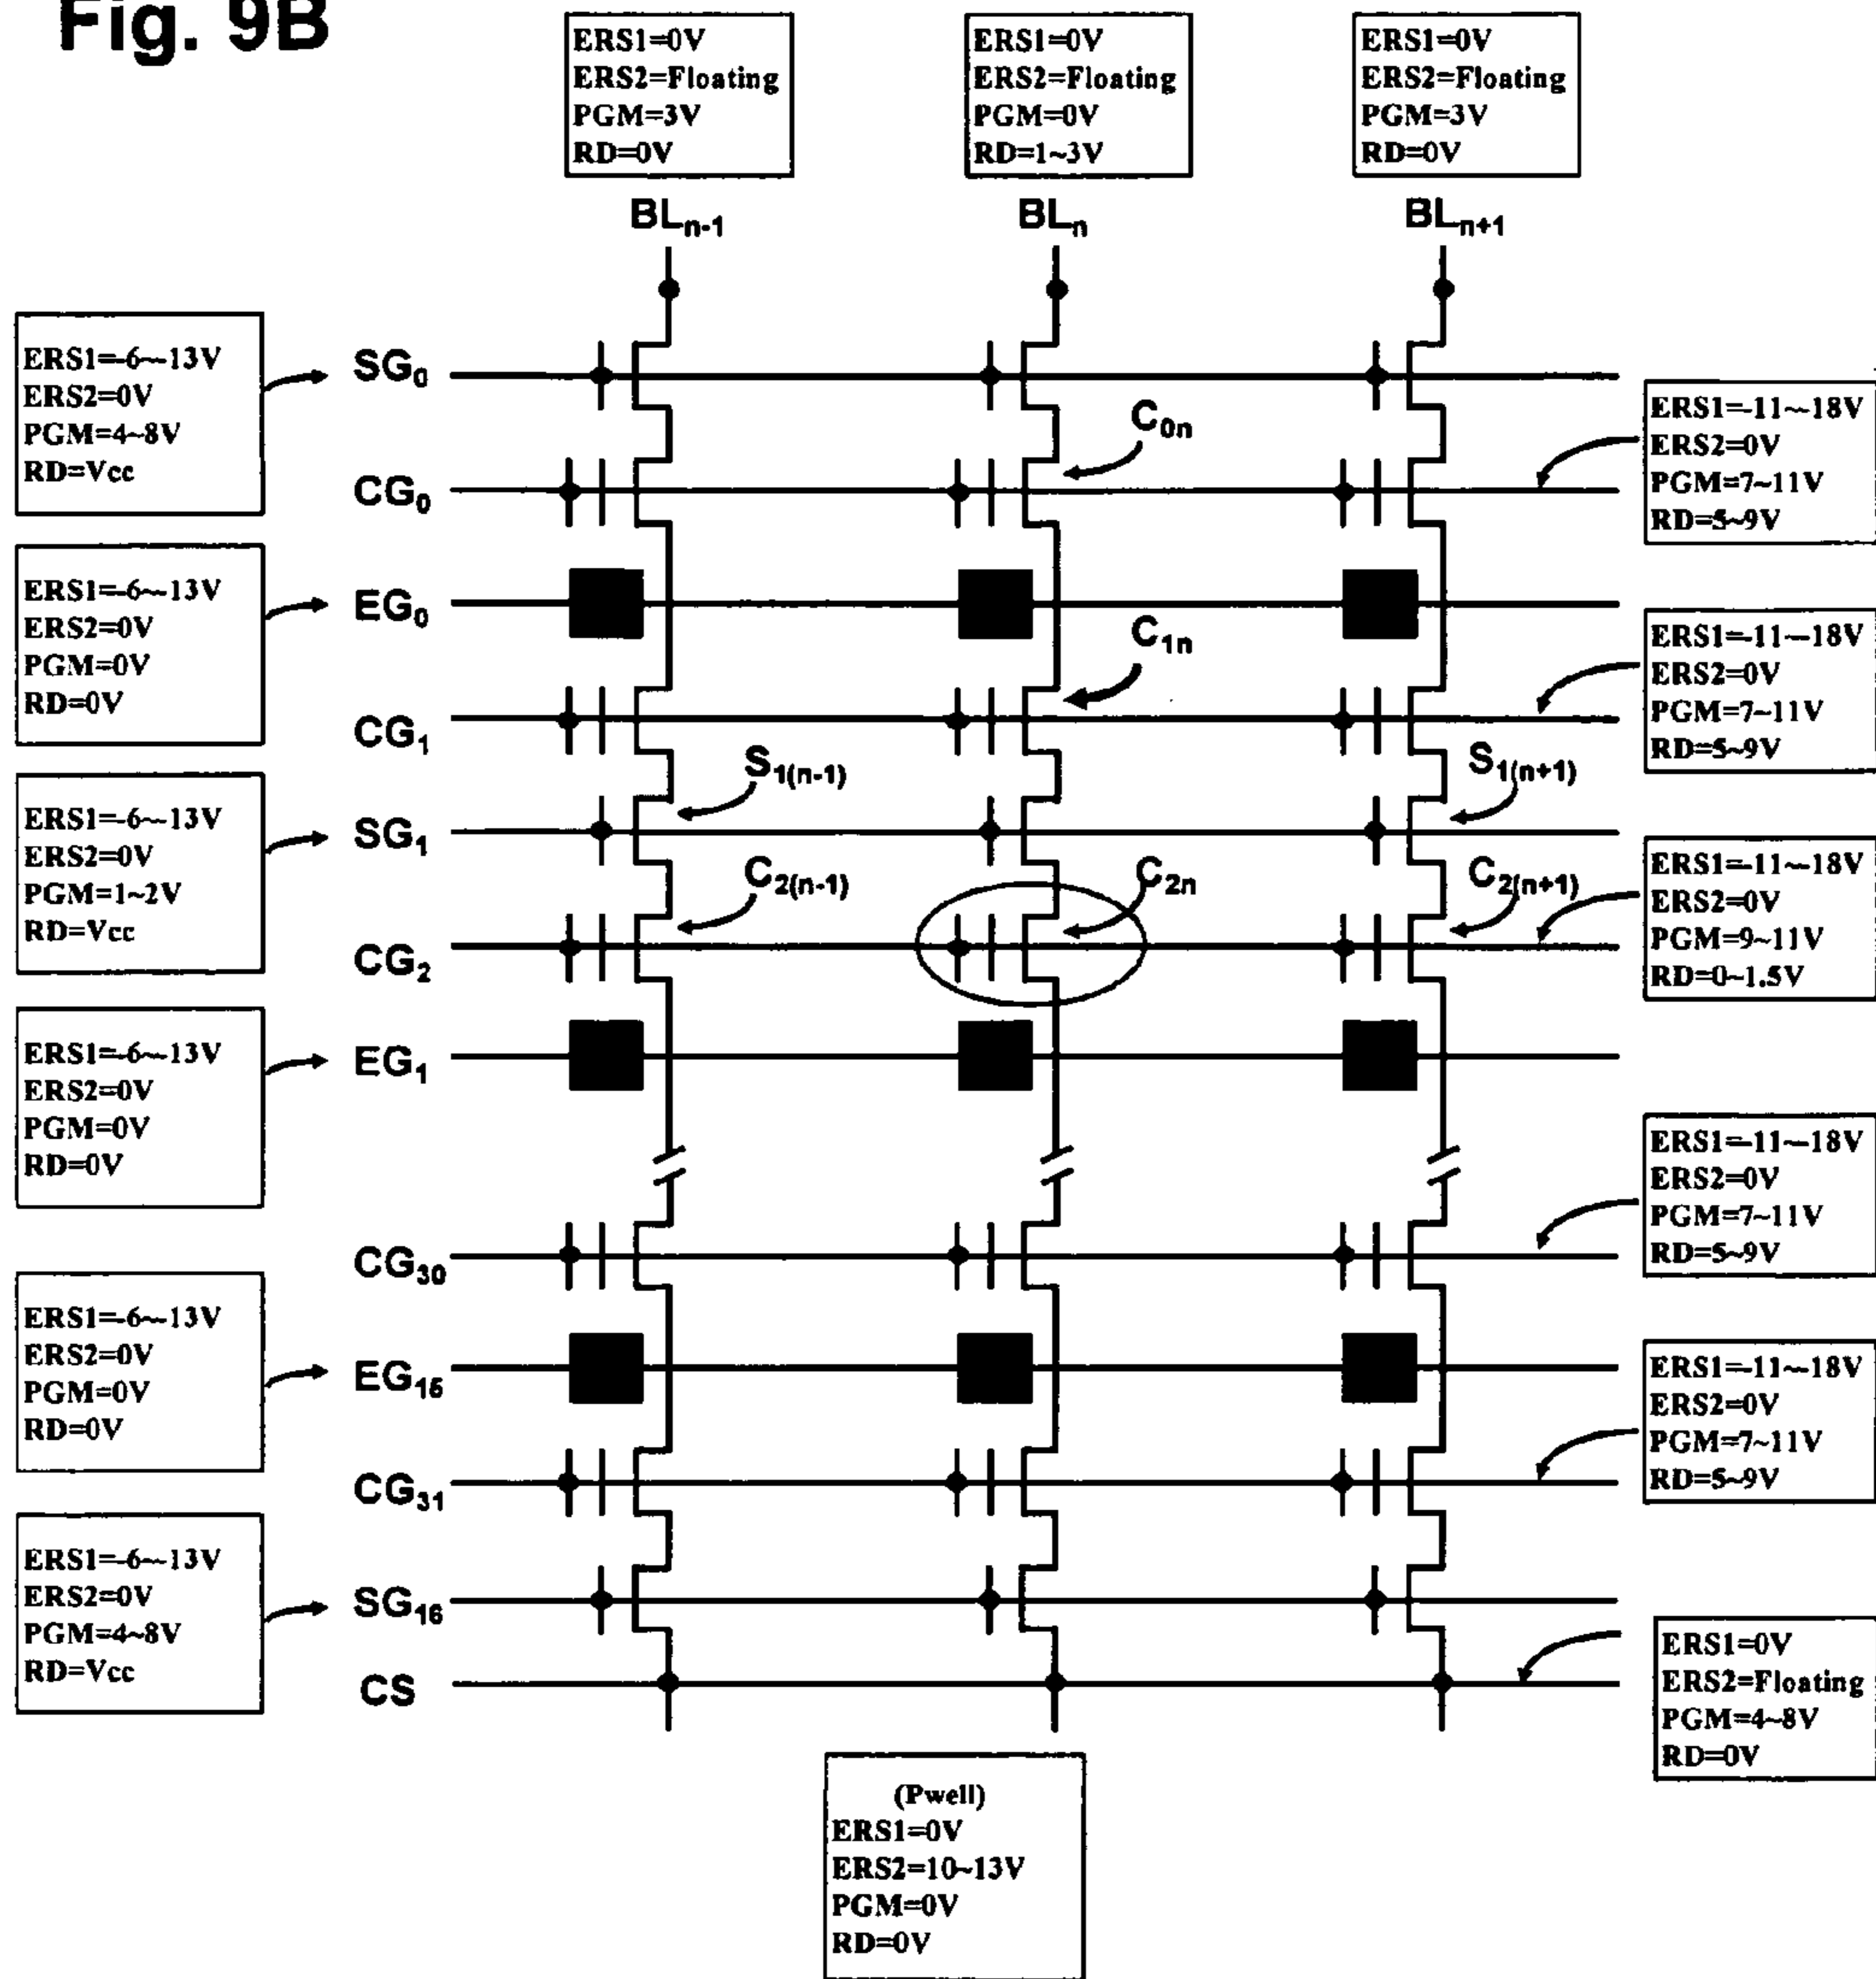 Fig. 9B
ERS1=0V
ERS2=Floating
PGM=3V
RD=0V
ERS1=0V
ERS2=Floating
PGM=0V
RD=1~3V
ERS1=0V
ERS2=Floating
PGM=3V
RD=0V
BLn-1
BLn
BLn+1
ERS1=-6~-13V
ERS2=0V
PGM=4~8V
RD=Vcc
SG0
C0n
CG0
ERS1=-11~-18V
ERS2=0V
PGM=7~11V
RD=5~9V
ERS1=-6~-13V
ERS2=0V
PGM=0V
RD=0V
EG0
C1n
CG1
ERS1=-11~-18V
ERS2=0V
PGM=7~11V
RD=5~9V
S1(n-1)
S1(n+1)
ERS1=-6~-13V
ERS2=0V
PGM=1~2V
RD=Vcc
SG1
C2(n-1)
C2n
C2(n+1)
CG2
ERS1=-11~-18V
ERS2=0V
PGM=9~11V
RD=0~1.5V
ERS1=-6~-13V
ERS2=0V
PGM=0V
RD=0V
EG1
CG30
ERS1=-11~-18V
ERS2=0V
PGM=7~11V
RD=5~9V
ERS1=-6~-13V
ERS2=0V
PGM=0V
RD=0V
EG15
CG31
ERS1=-11~-18V
ERS2=0V
PGM=7~11V
RD=5~9V
ERS1=-6~-13V
ERS2=0V
PGM=4~8V
RD=Vcc
SG16
CS
ERS1=0V
ERS2=Floating
PGM=4~8V
RD=0V
(Pwell)
ERS1=0V
ERS2=10~13V
PGM=0V
RD=0V